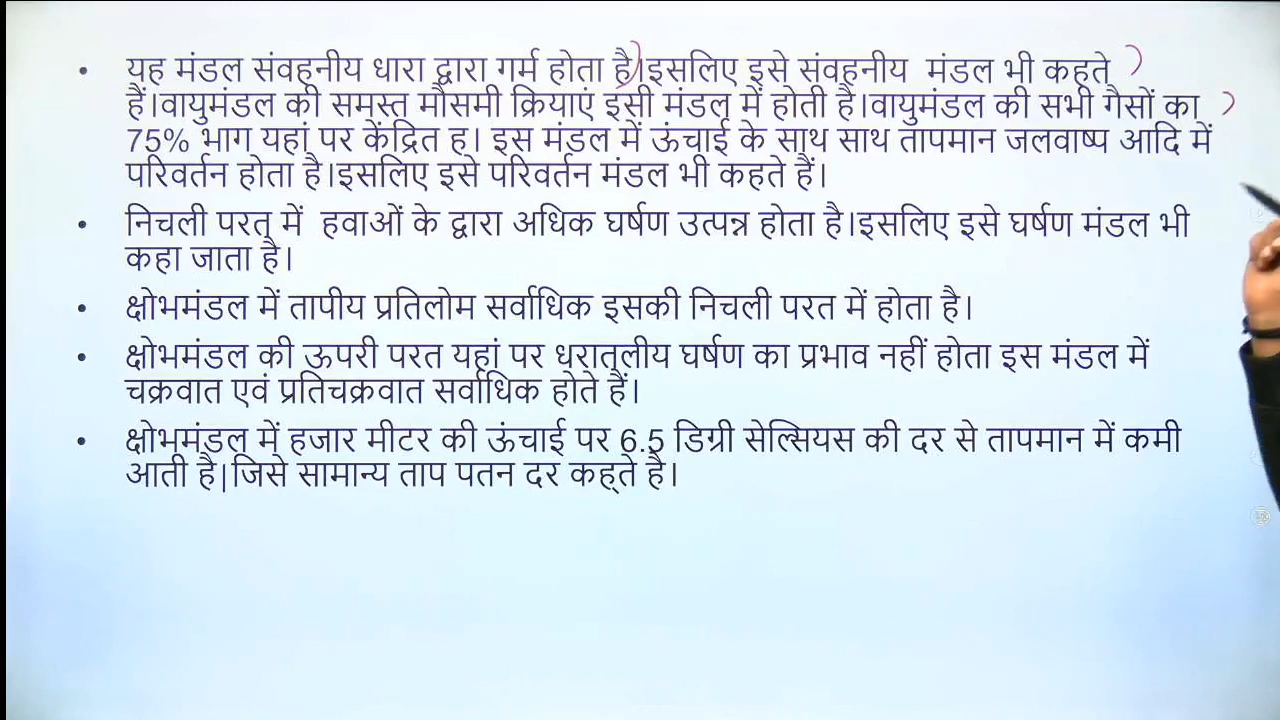 • यह मंडल संवहनीय धारा द्वारा गर्म होता है।इसलिए इसे संवहनीय मंडल भी कहते
हैं।वायुमंडल की समस्त मौसमी क्रियाएं इसी मंडल में होती है।वायुमंडल की सभी गैसों का
75% भाग यहां पर केंद्रित ह। इस मंडल में ऊंचाई के साथ साथ तापमान जलवाष्प आदि में
परिवर्तन होता है।इसलिए इसे परिवर्तन मंडल भी कहते हैं।
• निचली परत् में हवाओं के द्वारा अधिक घर्षण उत्पन्न होता है।इसलिए इसे घर्षण मंडल भी
कहा जाता है।
• क्षोभमंडल में तापीय प्रतिलोम सर्वाधिक इसकी निचली परत में होता है।
• क्षोभमंडल की ऊपरी परत यहां पर धरातलीय घर्षण का प्रभाव नहीं होता इस मंडल में
चक्रवात एवं प्रतिचक्रवात सर्वाधिक होते हैं।
• क्षोभमंडल में हजार मीटर की ऊंचाई पर 6.5 डिग्री सेल्सियस की दर से तापमान में कमी
आती है|जिसे सामान्य ताप पतन दर कह्ते है।